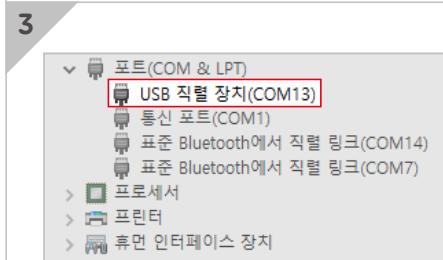 3
포트(COM & LPT)
USB 직렬 장치(COM13)
통신 포트(COM1)
표준 Bluetooth에서 직렬 링크(COM14)
표준 Bluetooth에서 직렬 링크(COM7)
프로세서
프린터
휴먼 인터페이스 장치